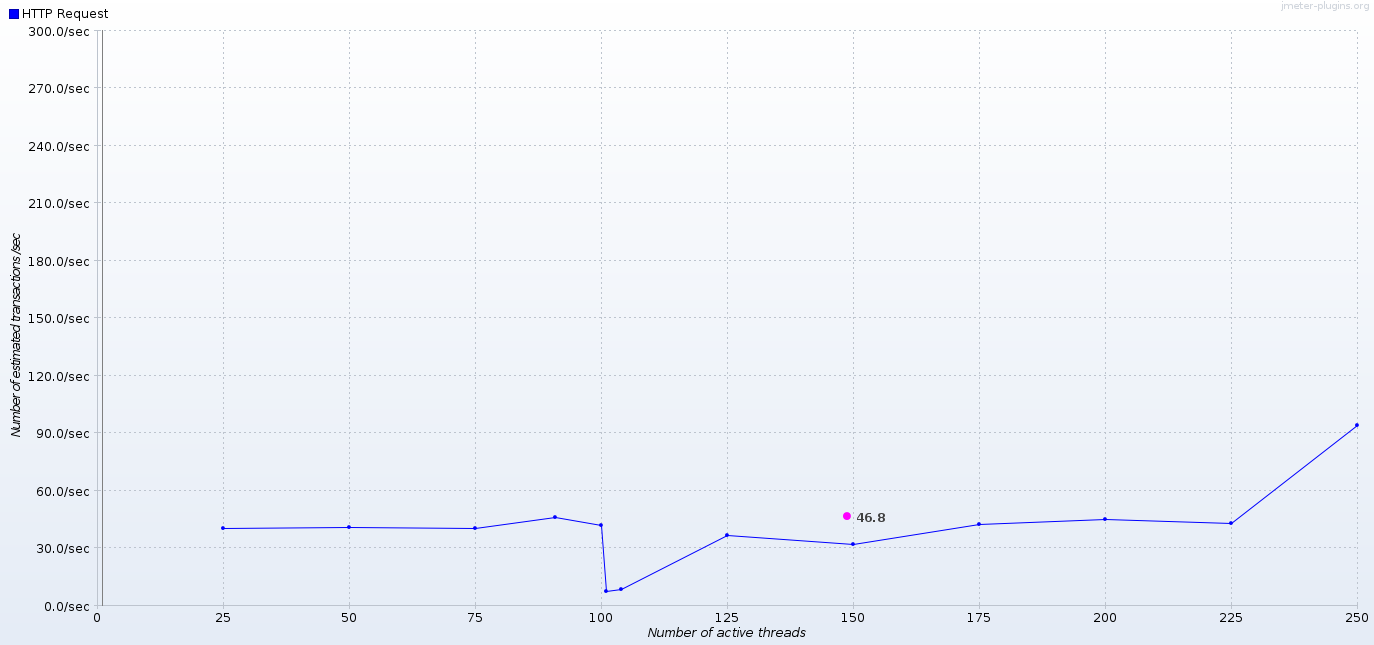 jmeter-plugins.org
HTTP Request
300.0/sec
270.0/sec
240.0/sec
210.0/sec
180.0/sec
150.0/sec
120.0/sec
90.0/sec
60.0/sec
30.0/sec
0.0/sec
Number of estimated transactions /sec
46.8
0 25 50 75 100 125 150 175 200 225 250
Number of active threads